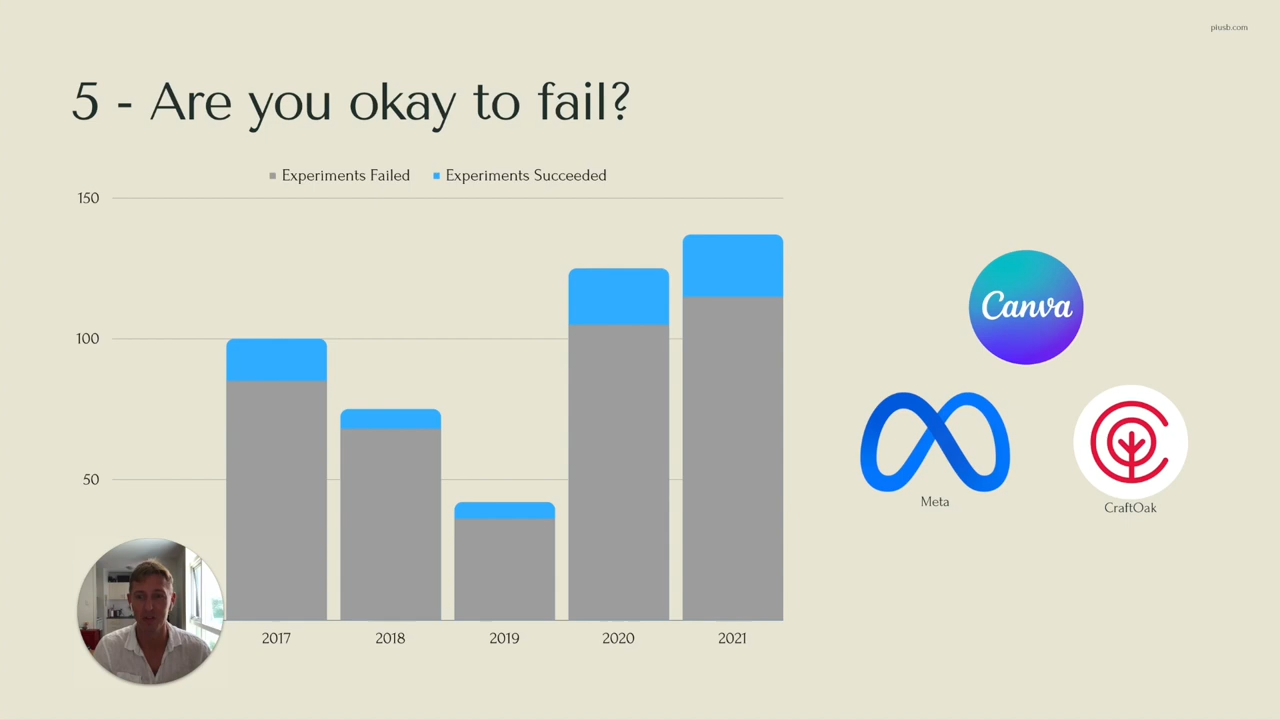 piusb.com
5 - Are you okay to fail?
Experiments Failed Experiments Succeeded
150
100
50
2017 2018 2019 2020 2021
Canva
Meta
CraftOak